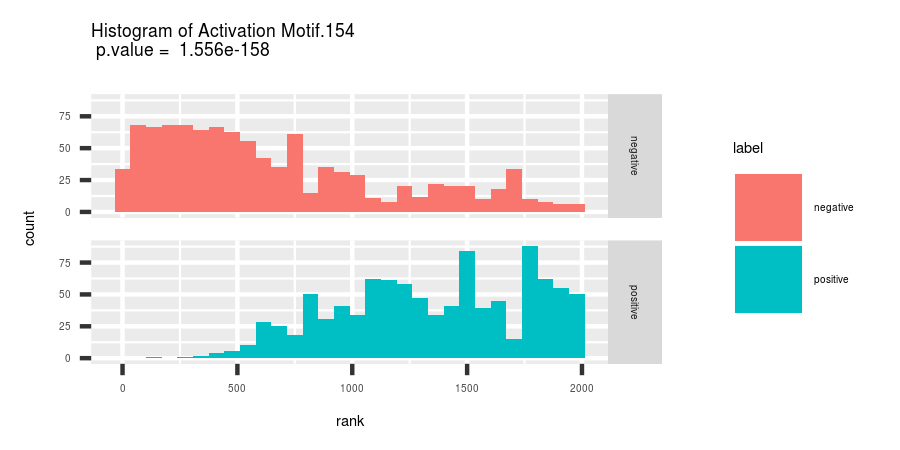 Histogram of Activation Motif.154
p.value = 1.556e-158
75
50
25
0
negative
75
50
25
0
positive
0
500
1000
1500
2000
rank
count
label
negative
positive